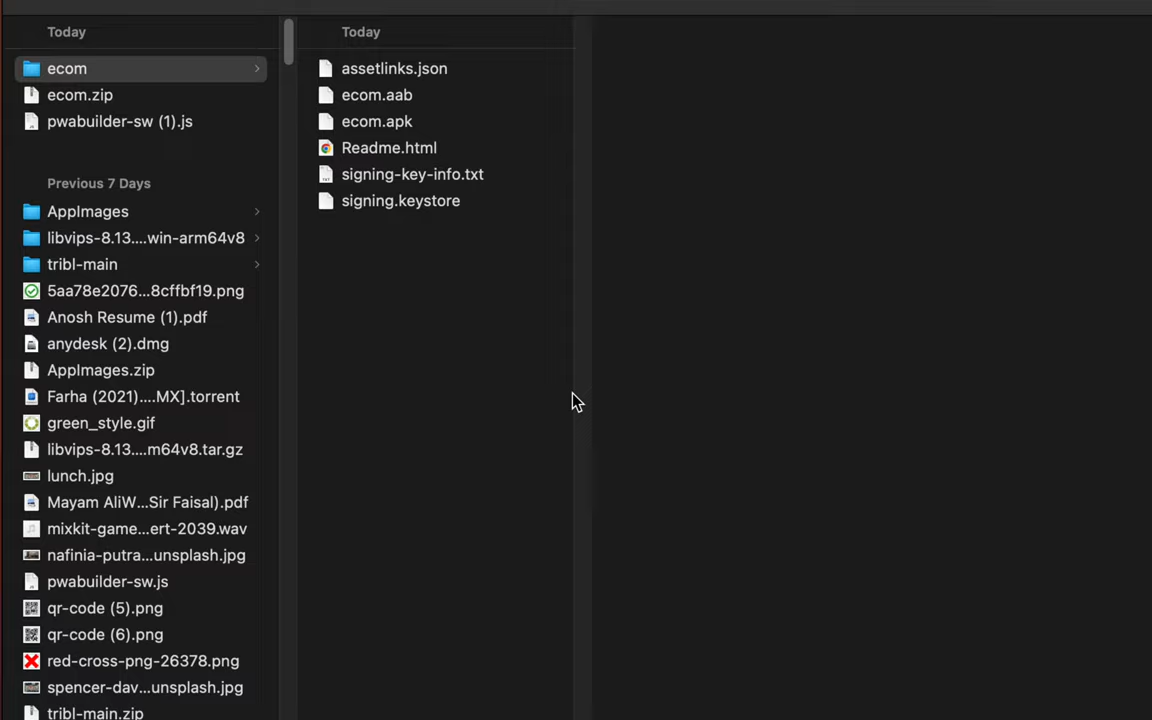 Today
ecom
ecom.zip
pwabuilder-sw (1).js
Previous 7 Days
AppImages
libvips-8.13....win-arm64v8
tribl-main
5aa78e2076...8cffbf19.png
Anosh Resume (1).pdf
anydesk (2).dmg
AppImages.zip
Farha (2021)....MX].torrent
green_style.gif
libvips-8.13....m64v8.tar.gz
lunch.jpg
Mayam AliW...Sir Faisal).pdf
mixkit-game...ert-2039.wav
nafinia-putra...unsplash.jpg
pwabuilder-sw.js
qr-code (5).png
qr-code (6).png
red-cross-png-26378.png
spencer-dav...unsplash.jpg
tribl-main.zip
Today
assetlinks.json
ecom.aab
ecom.apk
Readme.html
signing-key-info.txt
signing.keystore